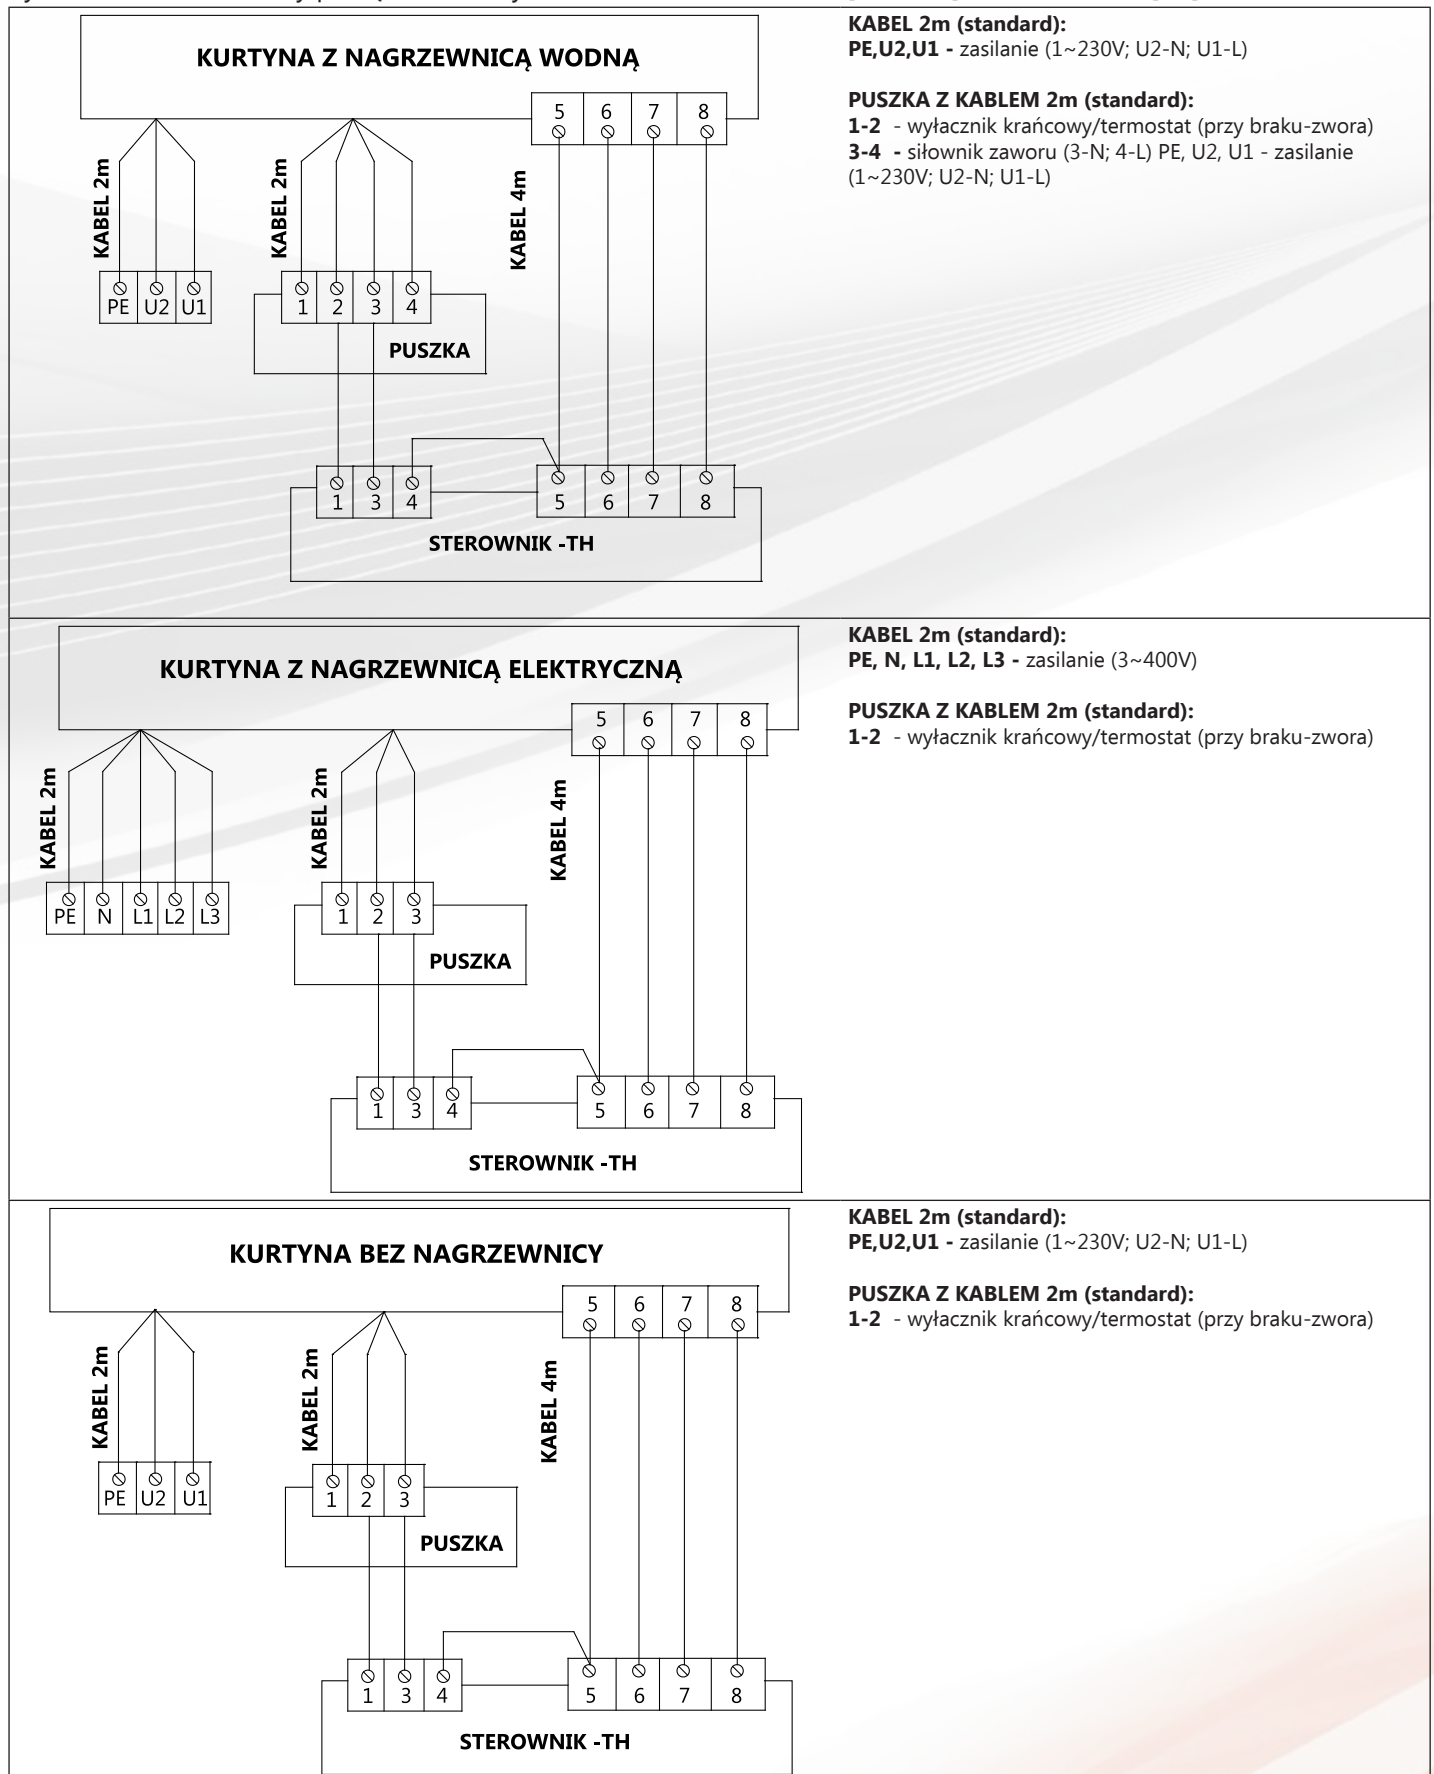 KURTYNA Z NAGRZEWNICĄ WODNĄ
5 6 7 8
KABEL 2m
KABEL 2m
KABEL 4m
PE U2 U1
1 2 3 4
PUSZKA
1 3 4
5 6 7 8
STEROWNIK -TH
KABEL 2m (standard):
PE,U2,U1 - zasilanie (1~230V; U2-N; U1-L)
PUSZKA Z KABLEM 2m (standard):
1-2 - wyłacznik krańcowy/termostat (przy braku-zwora)
3-4 - siłownik zaworu (3-N; 4-L) PE, U2, U1 - zasilanie
(1~230V; U2-N; U1-L)
KURTYNA Z NAGRZEWNICĄ ELEKTRYCZNĄ
5 6 7 8
KABEL 2m
KABEL 2m
KABEL 4m
PE N L1 L2 L3
1 2 3
PUSZKA
1 3 4
5 6 7 8
STEROWNIK -TH
KABEL 2m (standard):
PE, N, L1, L2, L3 - zasilanie (3~400V)
PUSZKA Z KABLEM 2m (standard):
1-2 - wyłacznik krańcowy/termostat (przy braku-zwora)
KURTYNA BEZ NAGRZEWNICY
5 6 7 8
KABEL 2m
KABEL 2m
KABEL 4m
PE U2 U1
1 2 3
PUSZKA
1 3 4
5 6 7 8
STEROWNIK -TH
KABEL 2m (standard):
PE,U2,U1 - zasilanie (1~230V; U2-N; U1-L)
PUSZKA Z KABLEM 2m (standard):
1-2 - wyłacznik krańcowy/termostat (przy braku-zwora)